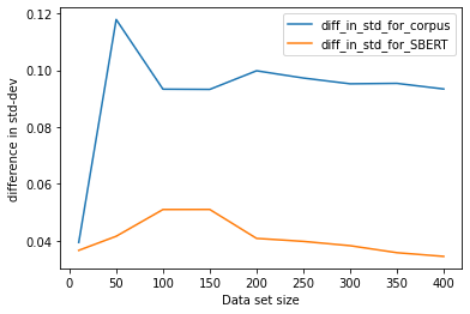 diff_in_std_for_corpus
diff_in_std_for_SBERT
difference in std-dev
0.12
0.10
0.08
0.06
0.04
0 50 100 150 200 250 300 350 400
Data set size